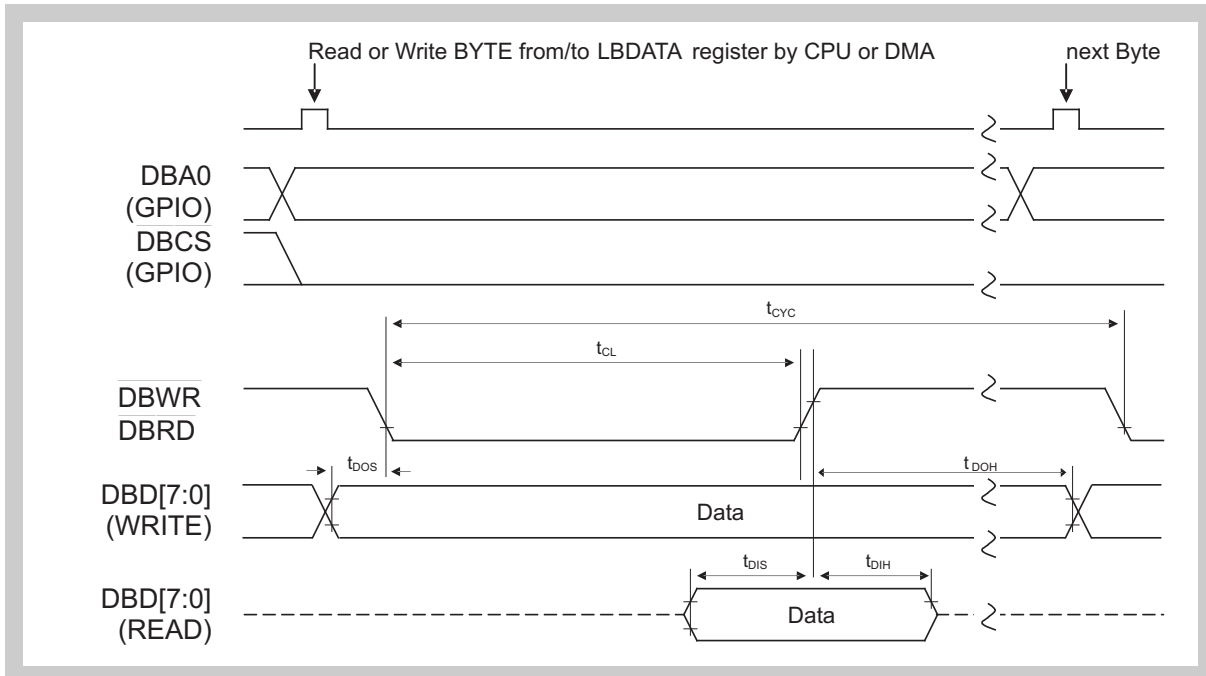 Read or Write BYTE from/to LBDATA register by CPU or DMA
next Byte
DBA0
(GPIO)
DBCS
(GPIO)
tCYC
tCL
DBWR
DBRD
tDOS
tDOH
DBD[7:0]
(WRITE)
Data
tDIS
tDIH
DBD[7:0]
(READ)
Data